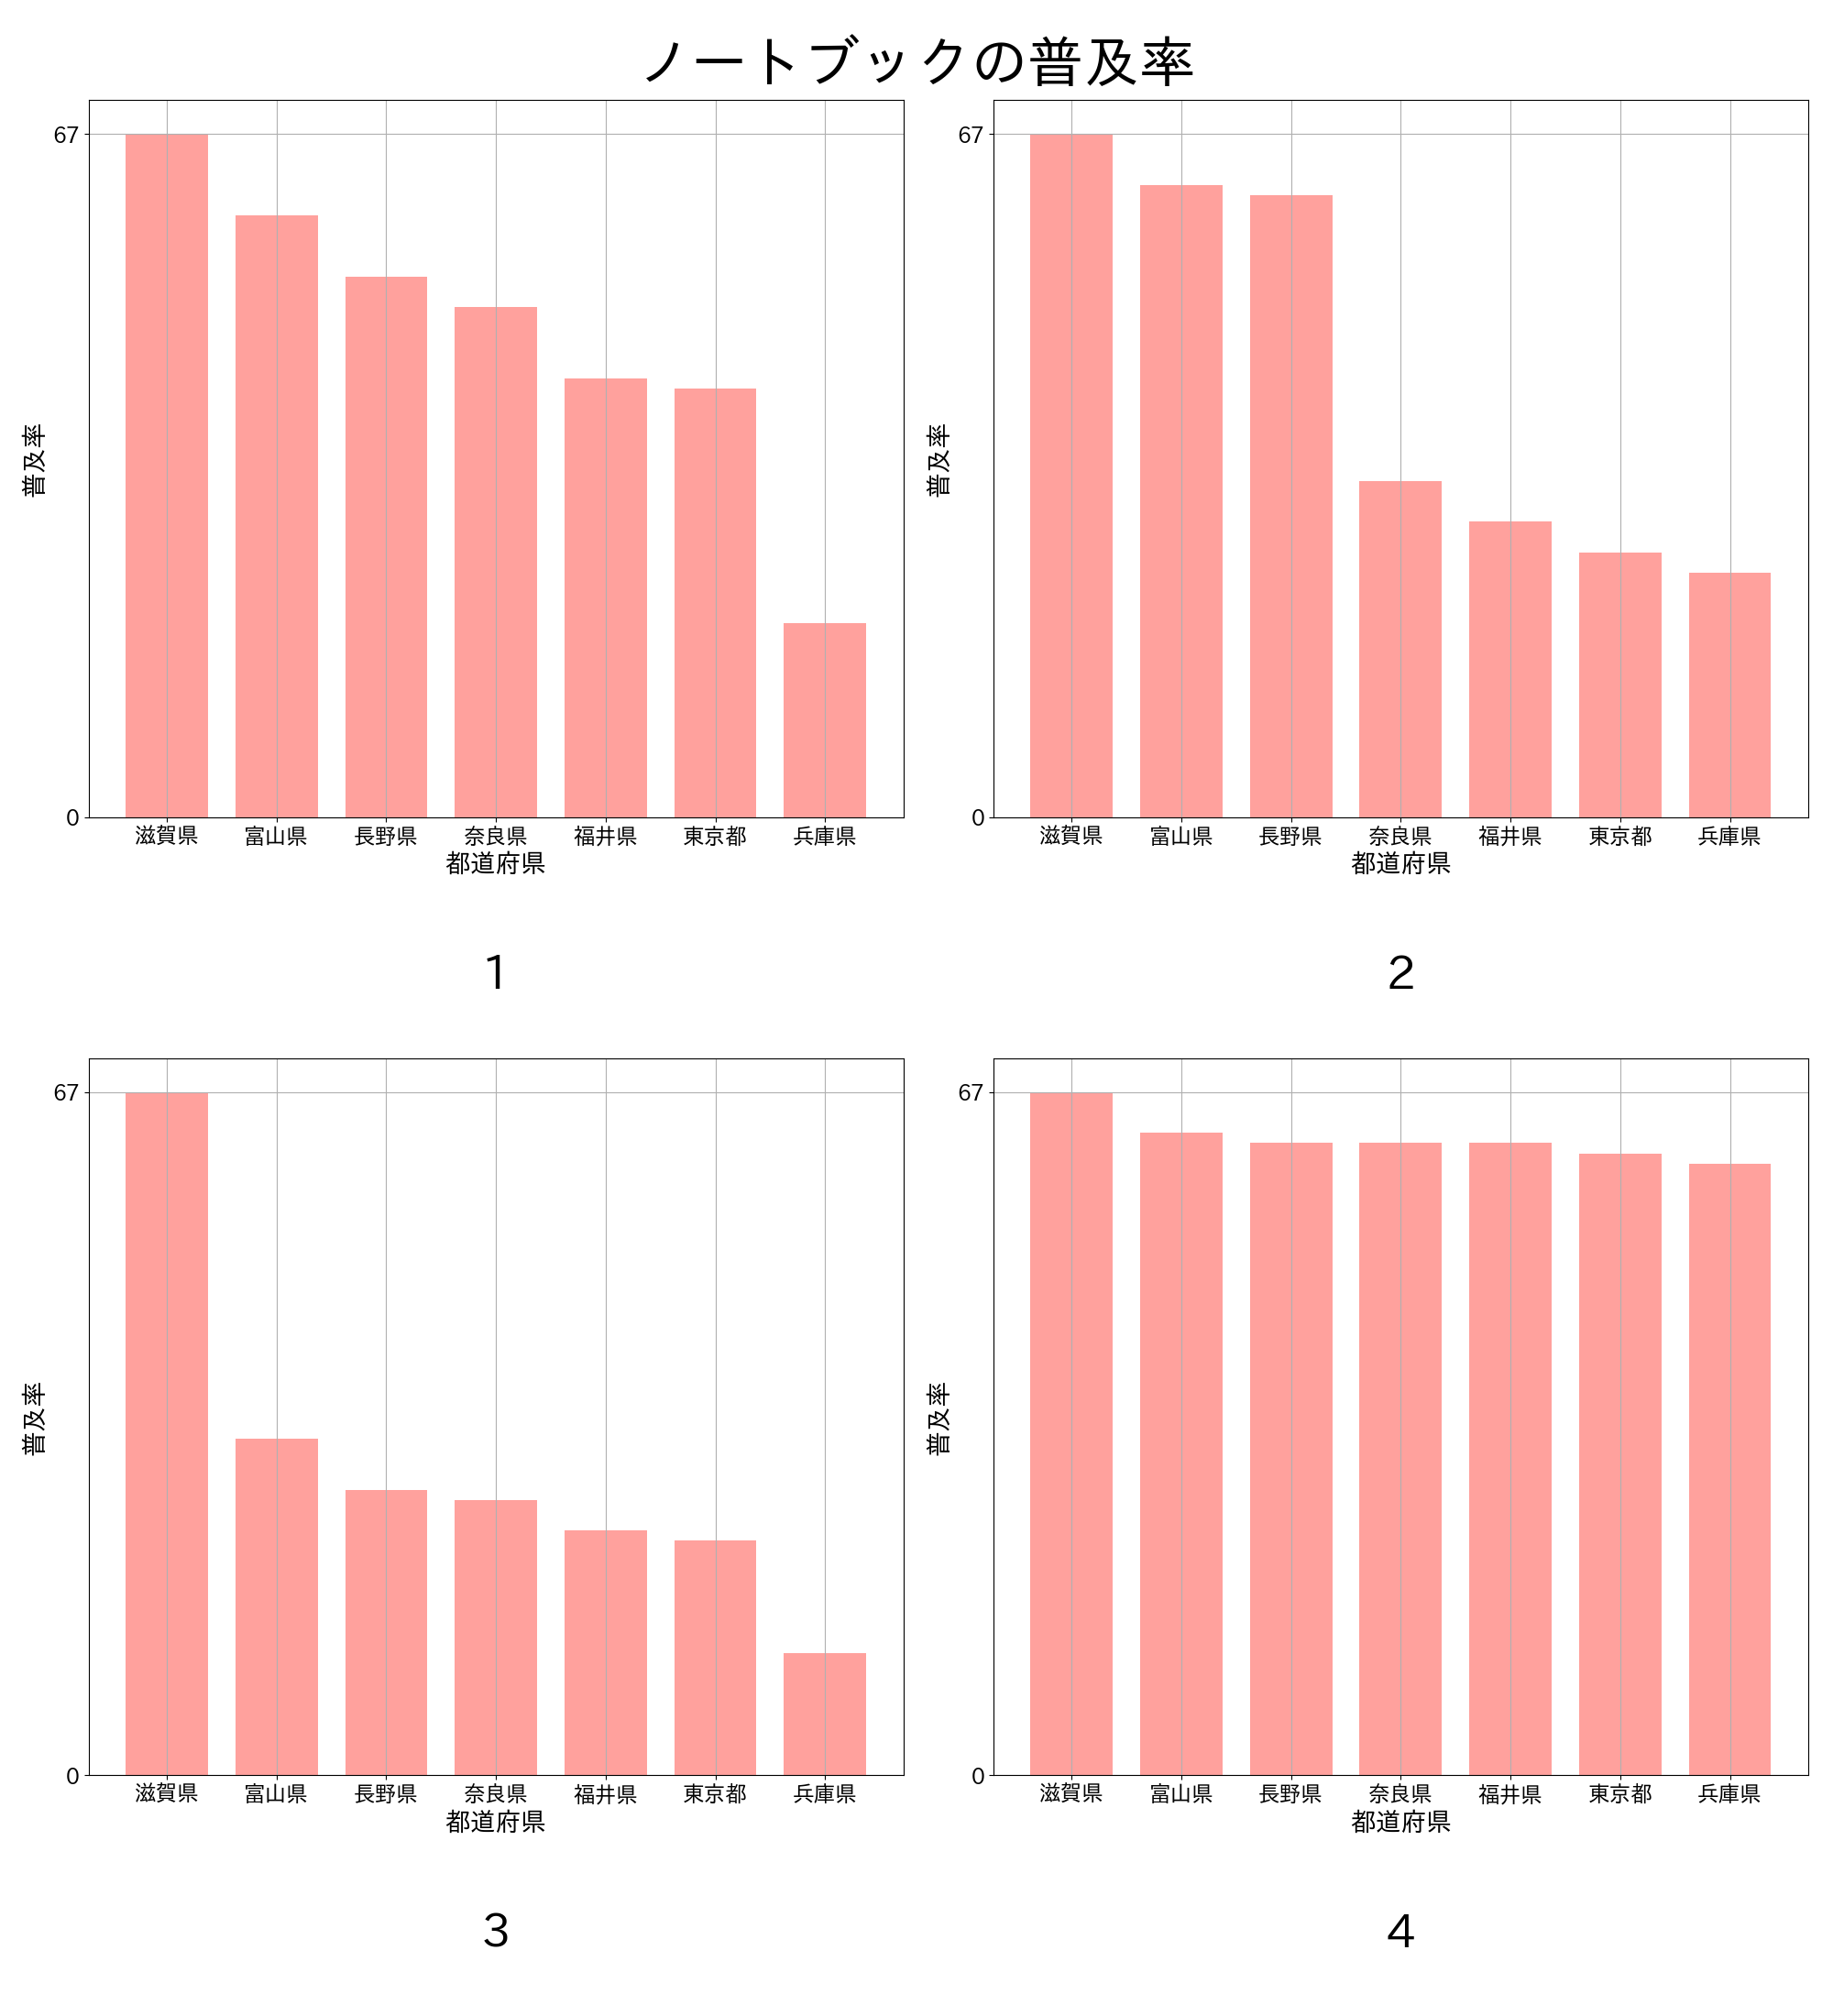 ノートブックの普及率
67
0
普及率
滋賀県 富山県 長野県 奈良県 福井県 東京都 兵庫県
都道府県
1
67
0
普及率
滋賀県 富山県 長野県 奈良県 福井県 東京都 兵庫県
都道府県
2
67
0
普及率
滋賀県 富山県 長野県 奈良県 福井県 東京都 兵庫県
都道府県
3
67
0
普及率
滋賀県 富山県 長野県 奈良県 福井県 東京都 兵庫県
都道府県
4